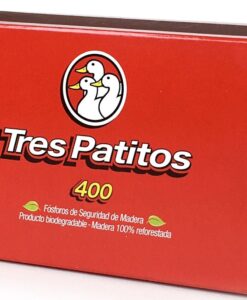 Tres Patitos
400
Fósforos de Seguridad de Madera
Producto biodegradable - Madera 100% reforestada